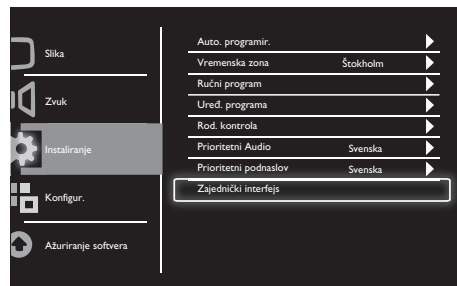 Slika
Zvuk
Instaliranje
Konfigur.
Ažuriranje softvera
Auto. programir.
Vremenska zona Štokholm
Ručni program
Uređ. programa
Rod. kontrola
Prioritetni Audio Svenska
Prioritetni podnaslov Svenska
Zajednički interfejs